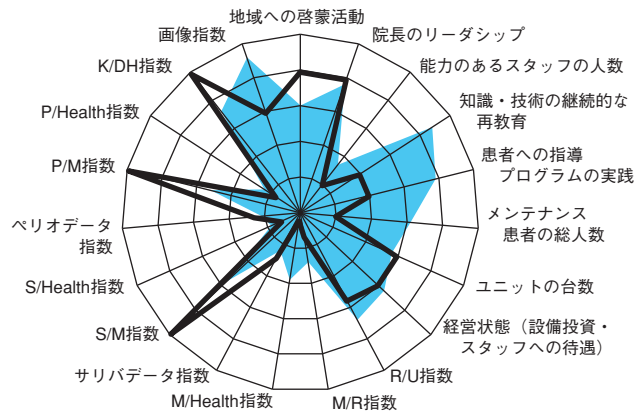 地域への啓蒙活動
院長のリーダシップ
能力のあるスタッフの人数
知識・技術の継続的な
再教育
患者への指導
プログラムの実践
メンテナンス
患者の総人数
ユニットの台数
経営状態（設備投資・
スタッフへの待遇）
R/U指数
M/R指数
M/Health指数
サリバデータ指数
S/M指数
S/Health指数
ペリオデータ
指数
P/M指数
P/Health指数
K/DH指数
画像指数